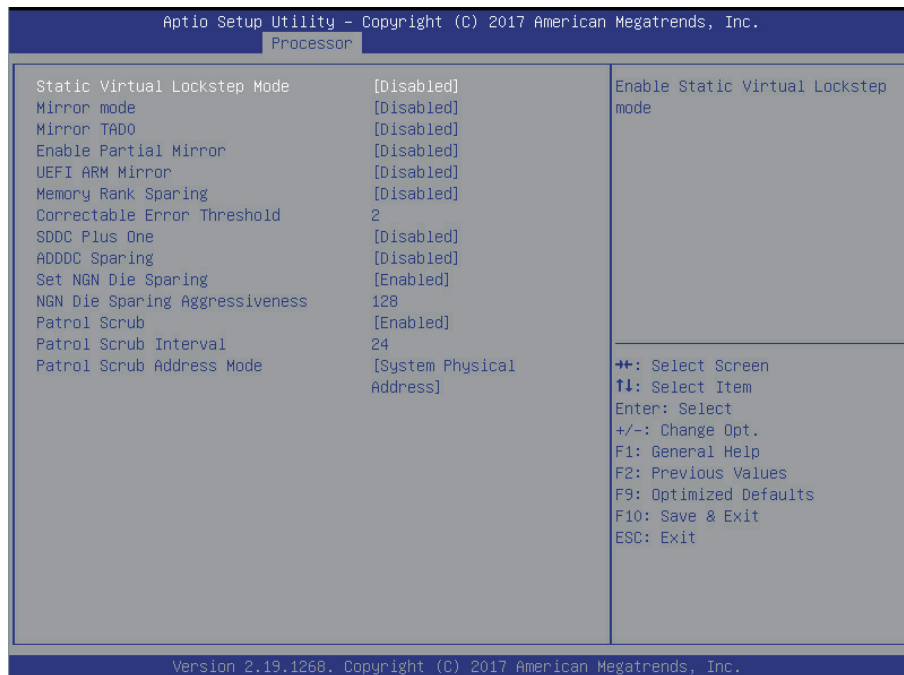 Aptio Setup Utility – Copyright (C) 2017 American Megatrends, Inc.
Processor
Static Virtual Lockstep Mode [Disabled]
Mirror mode [Disabled]
Mirror TAD0 [Disabled]
Enable Partial Mirror [Disabled]
UEFI ARM Mirror [Disabled]
Memory Rank Sparing [Disabled]
Correctable Error Threshold 2
SDDC Plus One [Disabled]
ADDDC Sparing [Disabled]
Set NGN Die Sparing [Enabled]
NGN Die Sparing Aggressiveness 128
Patrol Scrub [Enabled]
Patrol Scrub Interval 24
Patrol Scrub Address Mode [System Physical
Address]
Enable Static Virtual Lockstep
mode
→←: Select Screen
↑↓: Select Item
Enter: Select
+/-: Change Opt.
F1: General Help
F2: Previous Values
F9: Optimized Defaults
F10: Save & Exit
ESC: Exit
Version 2.19.1268. Copyright (C) 2017 American Megatrends, Inc.